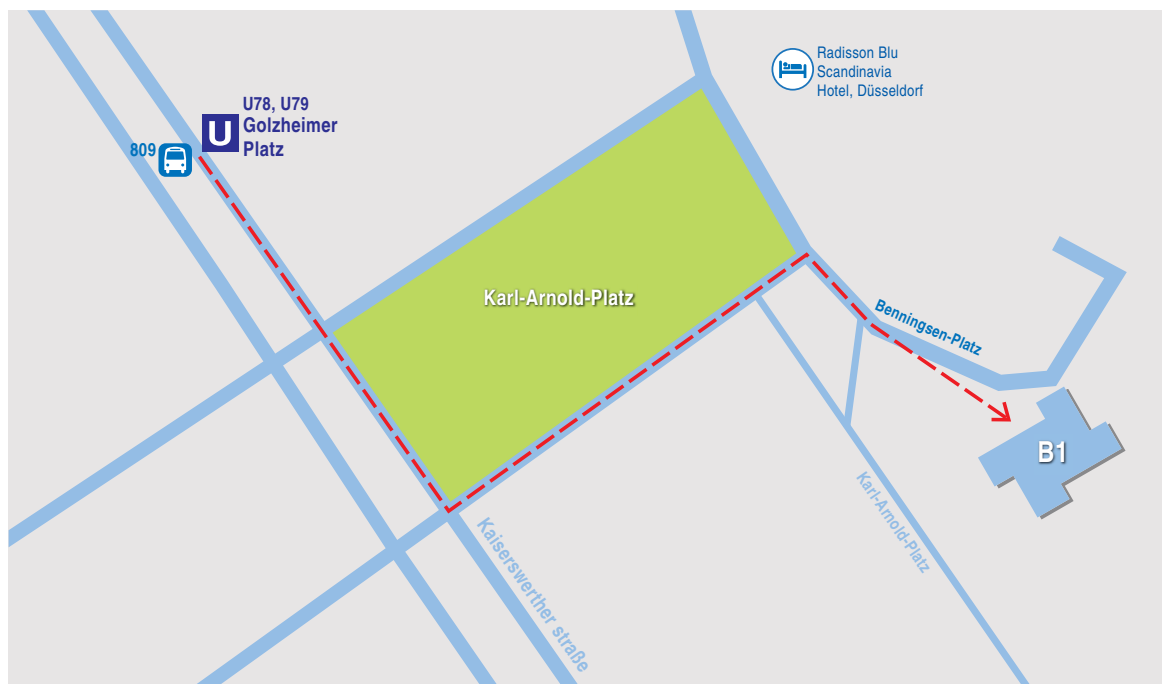 Radisson Blu
Scandinavia
Hotel, Düsseldorf
U78, U79
U
Golzheimer
Platz
809
Karl-Arnold-Platz
Benningsen-Platz
B1
Karl-Arnold-Platz
Kaiserswerther straße